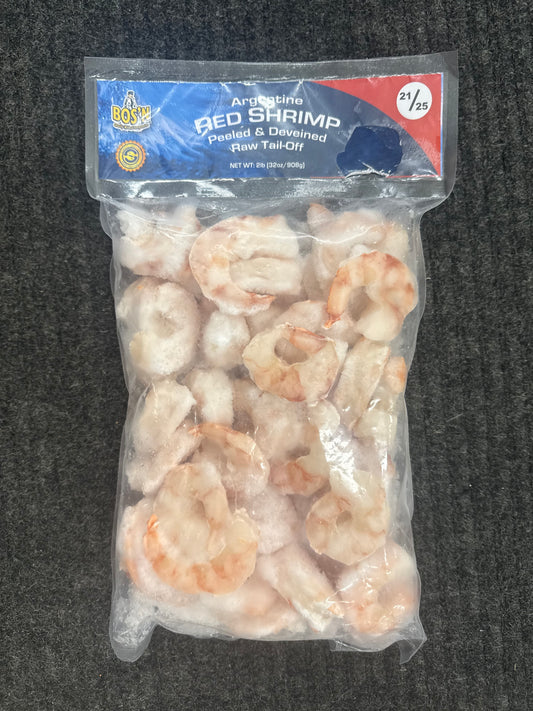 BOS'N
Argentine
RED SHRIMP
Peeled & Deveined
Raw Tail-Off
NET WT: 2lb (32oz/908g)
21/25